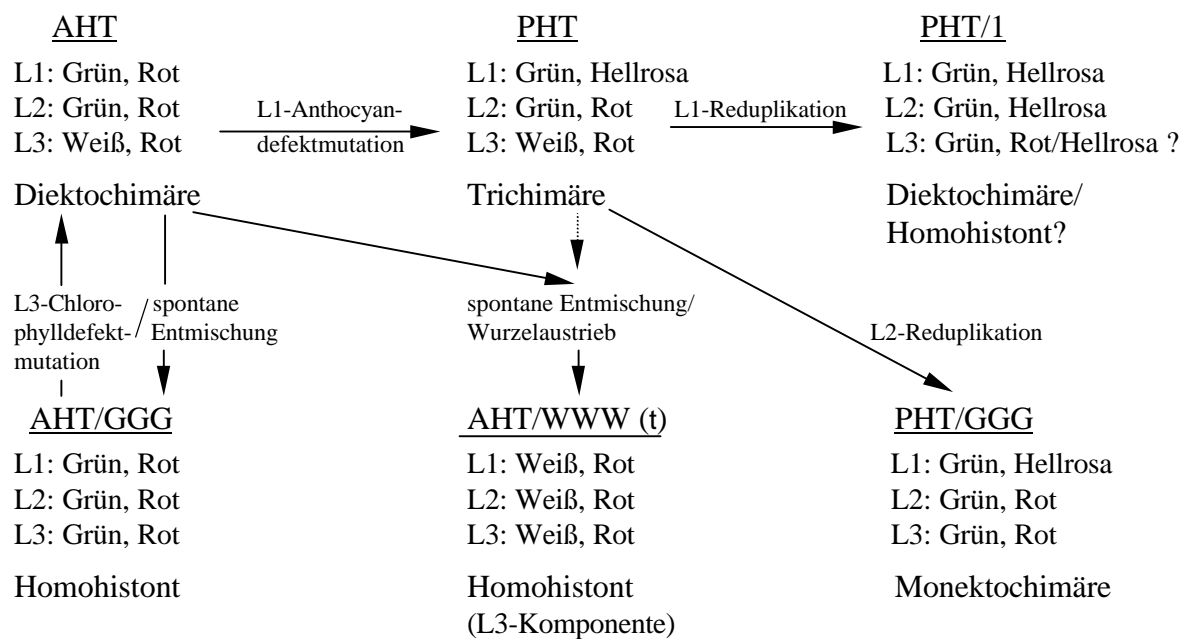 AHT
L1: Grün, Rot
L2: Grün, Rot
L3: Weiß, Rot
Diektochimäre
L1-Anthocyan-
defektmutation
PHT
L1: Grün, Hellrosa
L2: Grün, Rot
L3: Weiß, Rot
Trichimäre
L1-Reduplikation
PHT/1
L1: Grün, Hellrosa
L2: Grün, Hellrosa
L3: Grün, Rot/Hellrosa ?
Diektochimäre/
Homohistont?
L3-Chloro-
phylldefekt-
mutation
/
spontane
Entmischung
spontane Entmischung/
Wurzelaustrieb
L2-Reduplikation
AHT/GGG
L1: Grün, Rot
L2: Grün, Rot
L3: Grün, Rot
Homohistont
AHT/WWW (t)
L1: Weiß, Rot
L2: Weiß, Rot
L3: Weiß, Rot
Homohistont
(L3-Komponente)
PHT/GGG
L1: Grün, Hellrosa
L2: Grün, Rot
L3: Grün, Rot
Monektochimäre